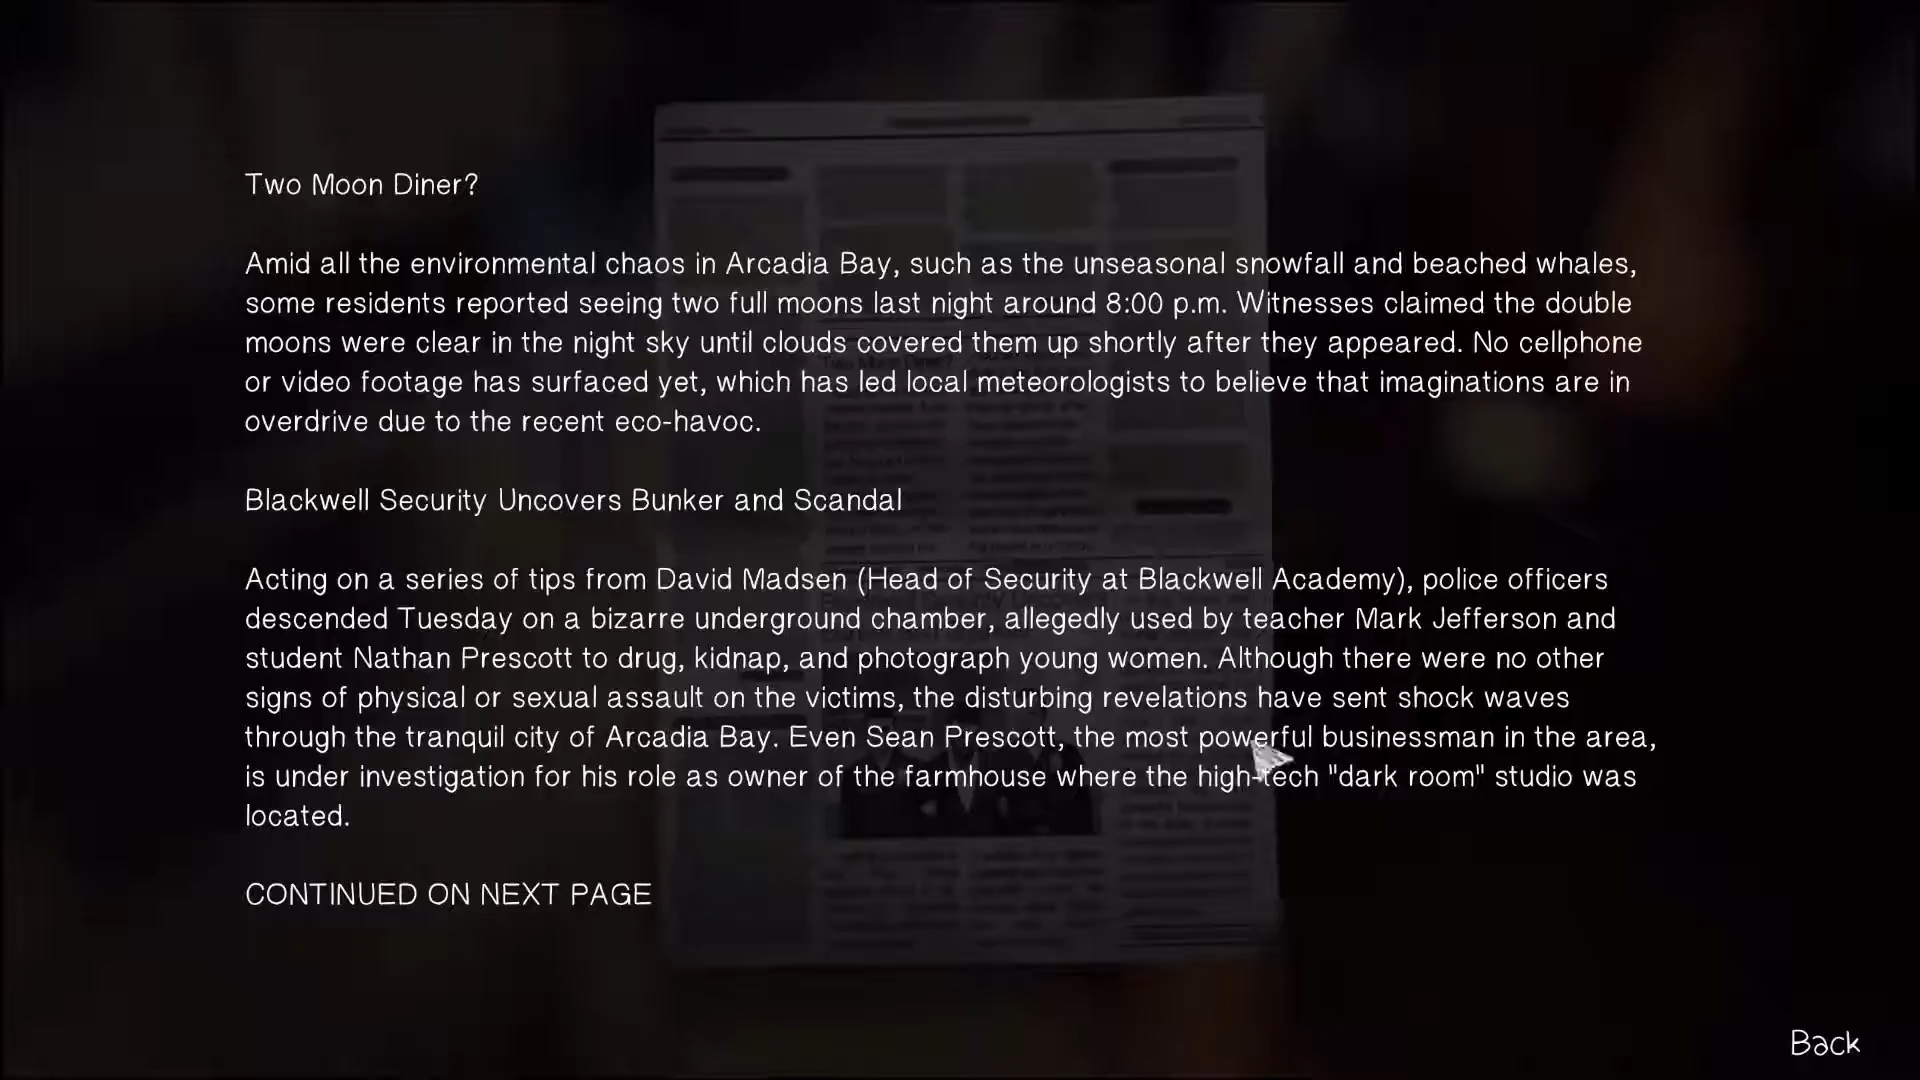 Two Moon Diner?
Amid all the environmental chaos in Arcadia Bay, such as the unseasonal snowfall and beached whales,
some residents reported seeing two full moons last night around 8:00 p.m. Witnesses claimed the double
moons were clear in the night sky until clouds covered them up shortly after they appeared. No cellphone
or video footage has surfaced yet, which has led local meteorologists to believe that imaginations are in
overdrive due to the recent eco-havoc.
Blackwell Security Uncovers Bunker and Scandal
Acting on a series of tips from David Madsen (Head of Security at Blackwell Academy), police officers
descended Tuesday on a bizarre underground chamber, allegedly used by teacher Mark Jefferson and
student Nathan Prescott to drug, kidnap, and photograph young women. Although there were no other
signs of physical or sexual assault on the victims, the disturbing revelations have sent shock waves
through the tranquil city of Arcadia Bay. Even Sean Prescott, the most powerful businessman in the area,
is under investigation for his role as owner of the farmhouse where the high-tech "dark room" studio was
located.
CONTINUED ON NEXT PAGE
Back